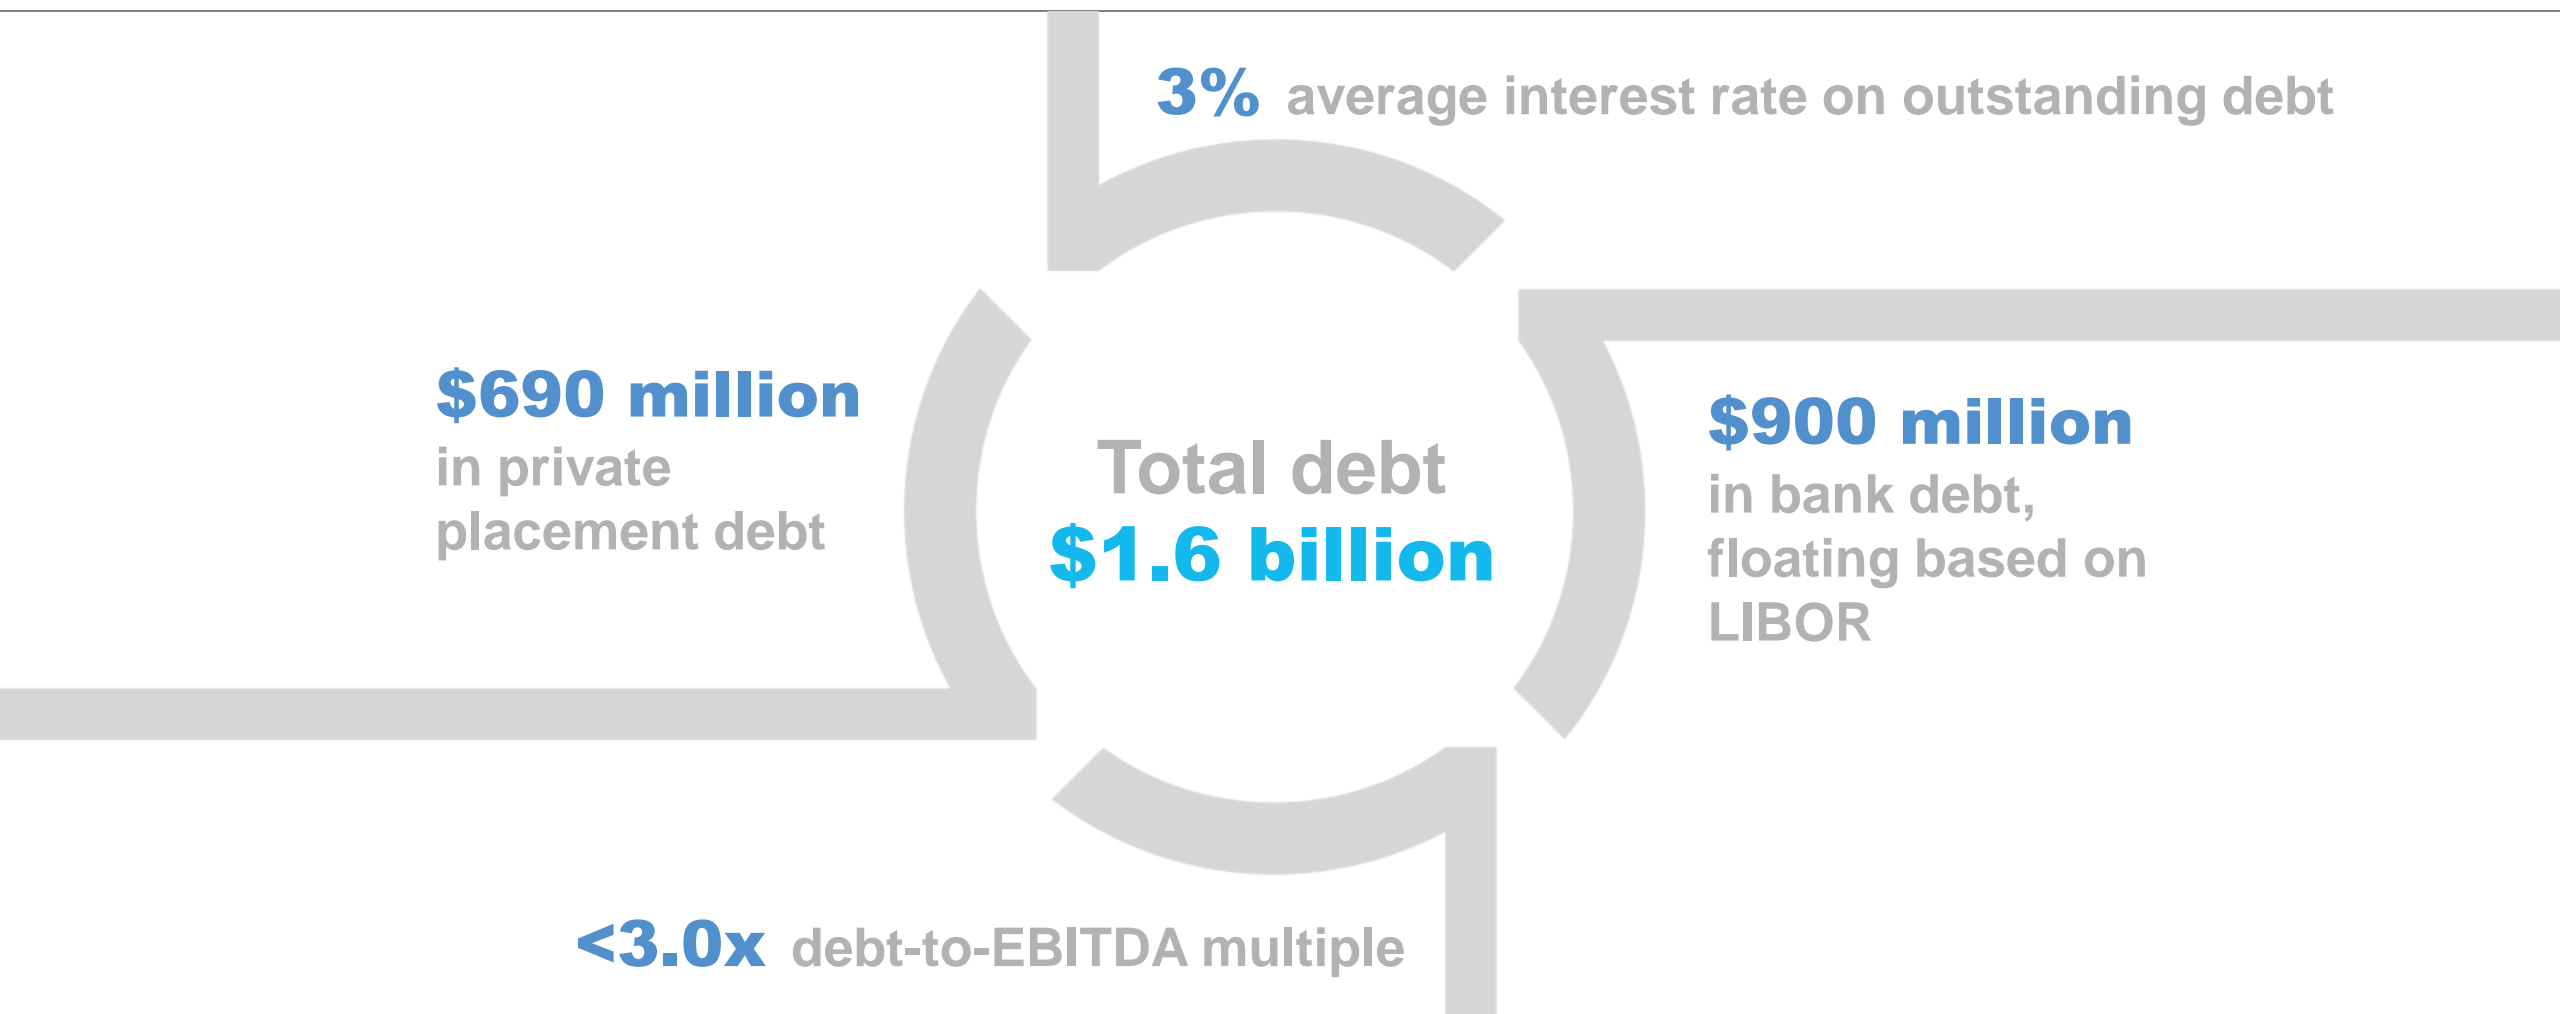 3% average interest rate on outstanding debt
$690 million
in private
placement debt
Total debt
$1.6 billion
$900 million
in bank debt,
floating based on
LIBOR
<3.0x debt-to-EBITDA multiple